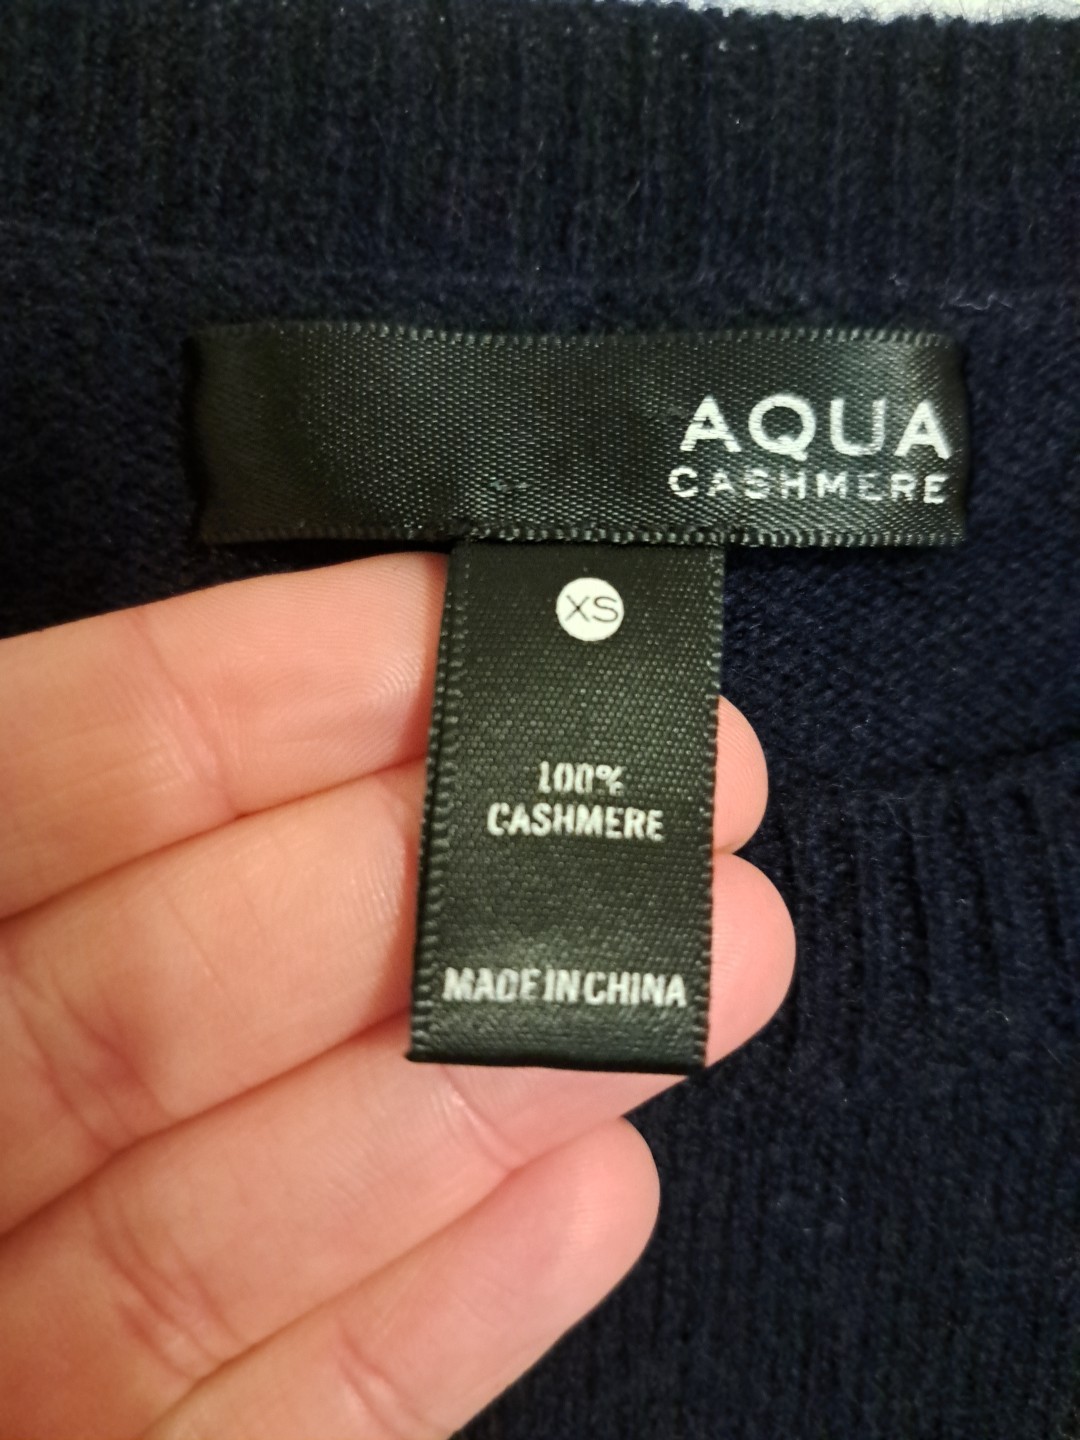 AQUA
CASHMERE
XS
100%
CASHMERE
MADE IN CHINA